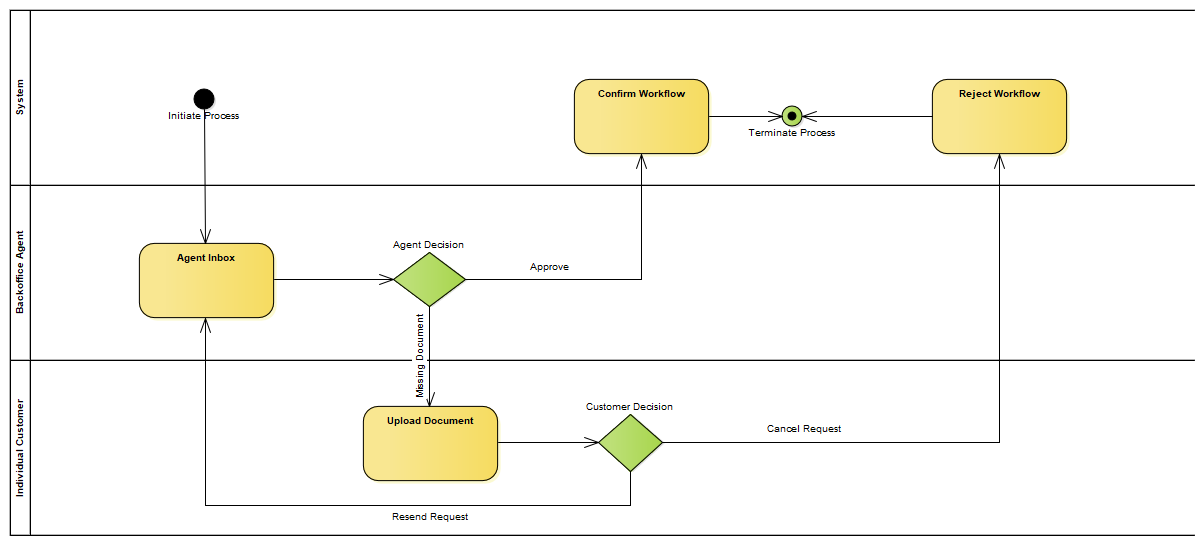 System
Initiate Process
Confirm Workflow
Terminate Process
Reject Workflow
Backoffice Agent
Agent Inbox
Agent Decision
Approve
Missing Document
Individual Customer
Upload Document
Customer Decision
Cancel Request
Resend Request